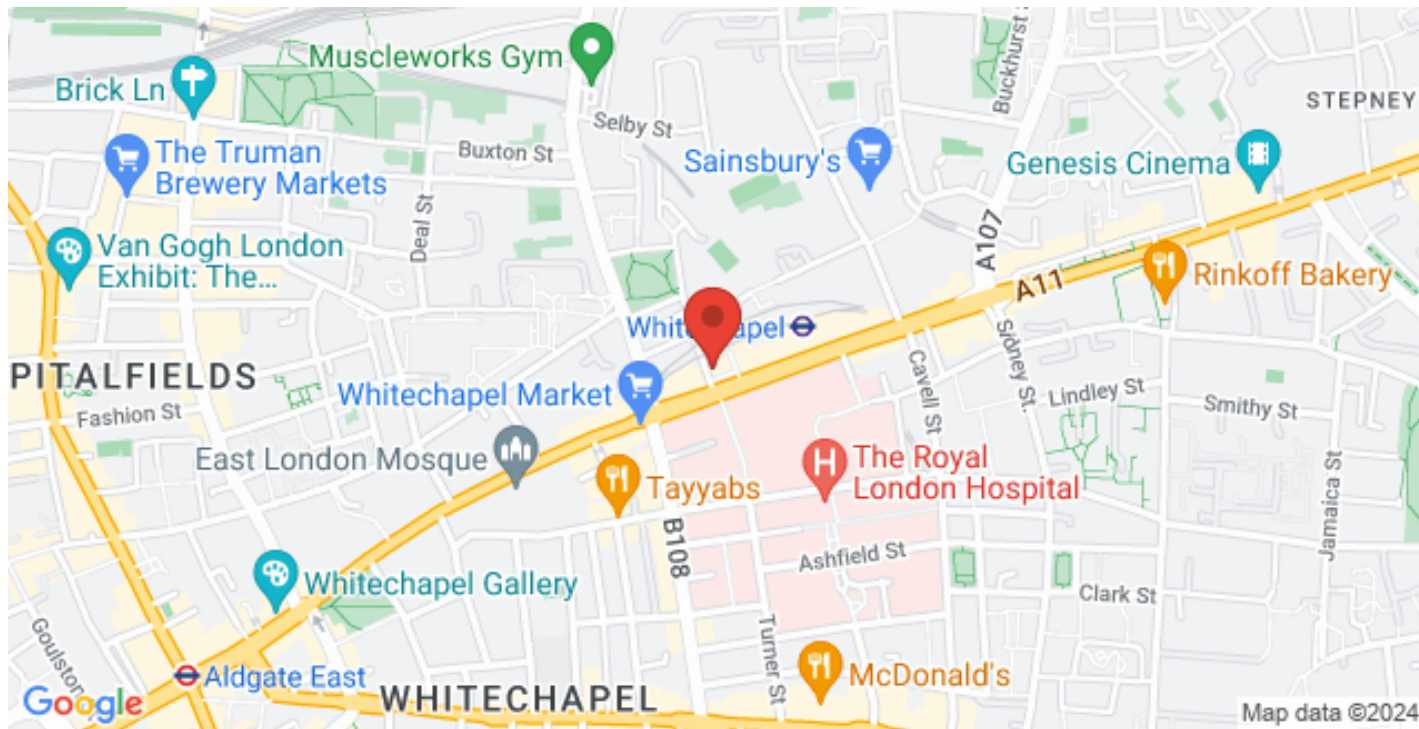 Muscleworks Gym
Buckhurst S
Brick Ln
STEPNEY
Selby St
Buxton St
Sainsbury's
Genesis Cinema
The Truman
Brewery Markets
Deal St
A107
Van Gogh London
Exhibit: The...
A11
Rinkoff Bakery
Whitechapel
PITALFIELDS
Whitechapel Market
Cavell St
Sidney St.
Lindley St
Fashion St
Smithy St
East London Mosque
The Royal
London Hospital
Tayyabs
Jamaica St
B108
Ashfield St
Whitechapel Gallery
Clark St
Goulston
Turner St
Aldgate East
McDonald's
WHITECHAPEL
Google
Map data ©2024